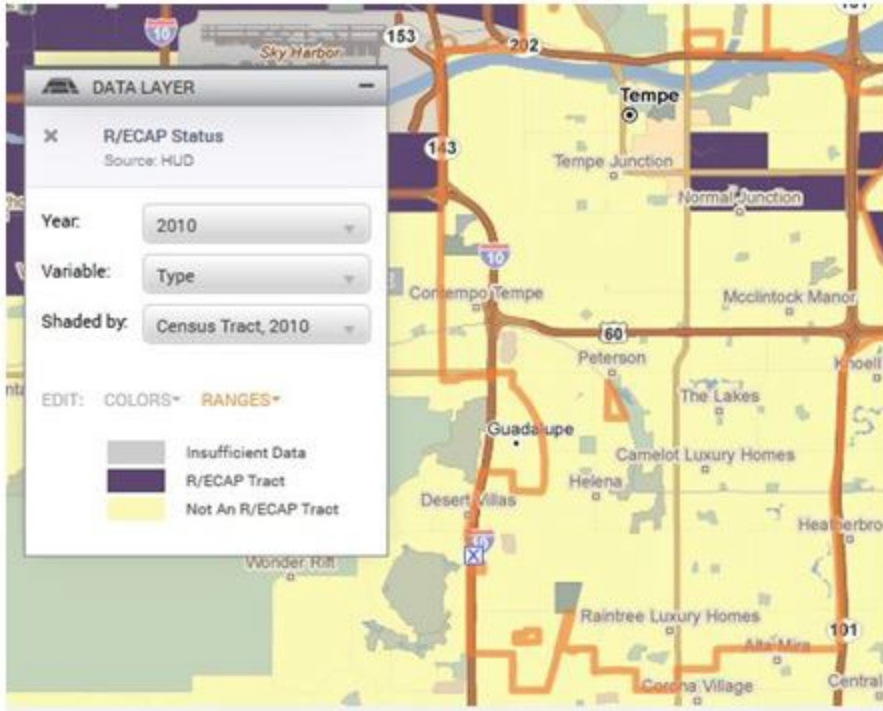 10
153
202
Sky Harbor
DATA LAYER
R/ECAP Status
Source: HUD
Year:
2010
Variable:
Type
Shaded by:
Census Tract, 2010
EDIT: COLORS RANGES
Insufficient Data
R/ECAP Tract
Not An R/ECAP Tract
Tempe
143
Tempe Junction
Normal Junction
10
Contempo Tempe
Mcclintock Manor
60
Peterson
Knoell
The Lakes
Guadalupe
Camelot Luxury Homes
Helena
Desert Villas
Heatherbro
Wonder Rift
Raintree Luxury Homes
101
Alta Mira
Corona Village
Central